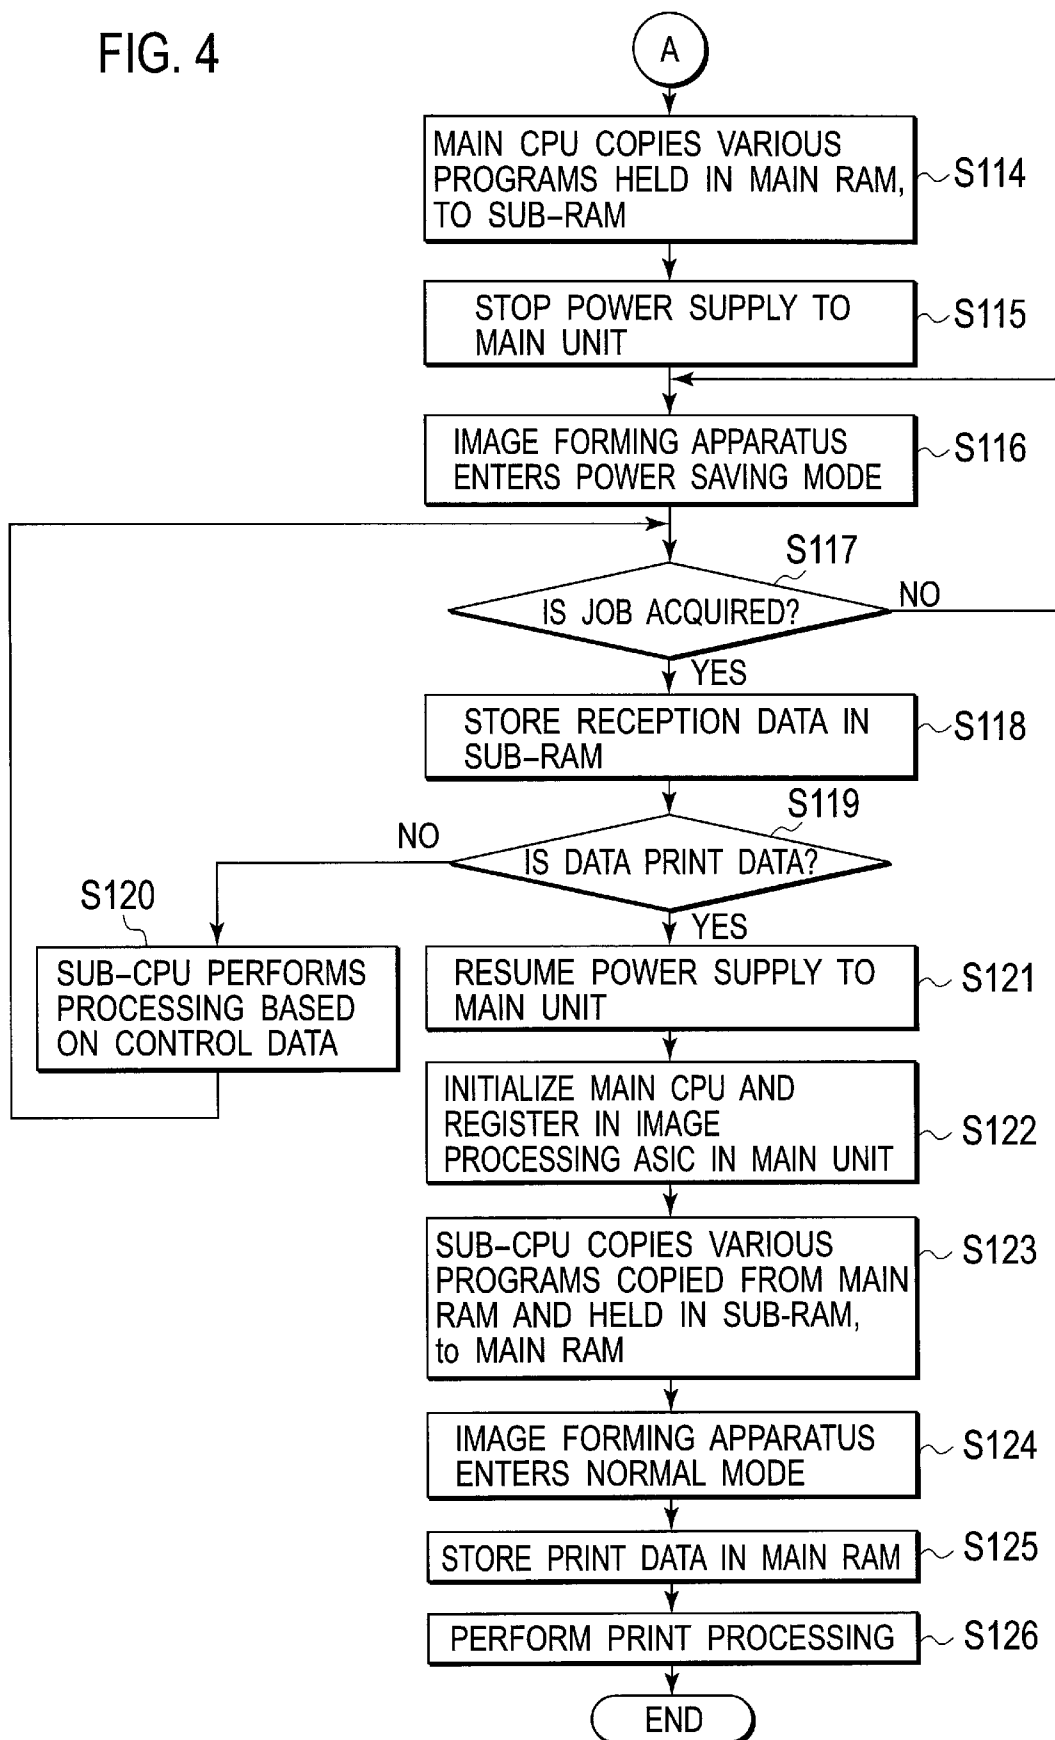 FIG. 4
A
MAIN CPU COPIES VARIOUS
PROGRAMS HELD IN MAIN RAM,
TO SUB–RAM
S114
STOP POWER SUPPLY TO
MAIN UNIT
S115
IMAGE FORMING APPARATUS
ENTERS POWER SAVING MODE
S116
S117
IS JOB ACQUIRED?
NO
YES
STORE RECEPTION DATA IN
SUB–RAM
S118
S119
NO
IS DATA PRINT DATA?
YES
S120
SUB–CPU PERFORMS
PROCESSING BASED
ON CONTROL DATA
RESUME POWER SUPPLY TO
MAIN UNIT
S121
INITIALIZE MAIN CPU AND
REGISTER IN IMAGE
PROCESSING ASIC IN MAIN UNIT
S122
SUB–CPU COPIES VARIOUS
PROGRAMS COPIED FROM MAIN
RAM AND HELD IN SUB-RAM,
to MAIN RAM
S123
IMAGE FORMING APPARATUS
ENTERS NORMAL MODE
S124
STORE PRINT DATA IN MAIN RAM
S125
PERFORM PRINT PROCESSING
S126
END